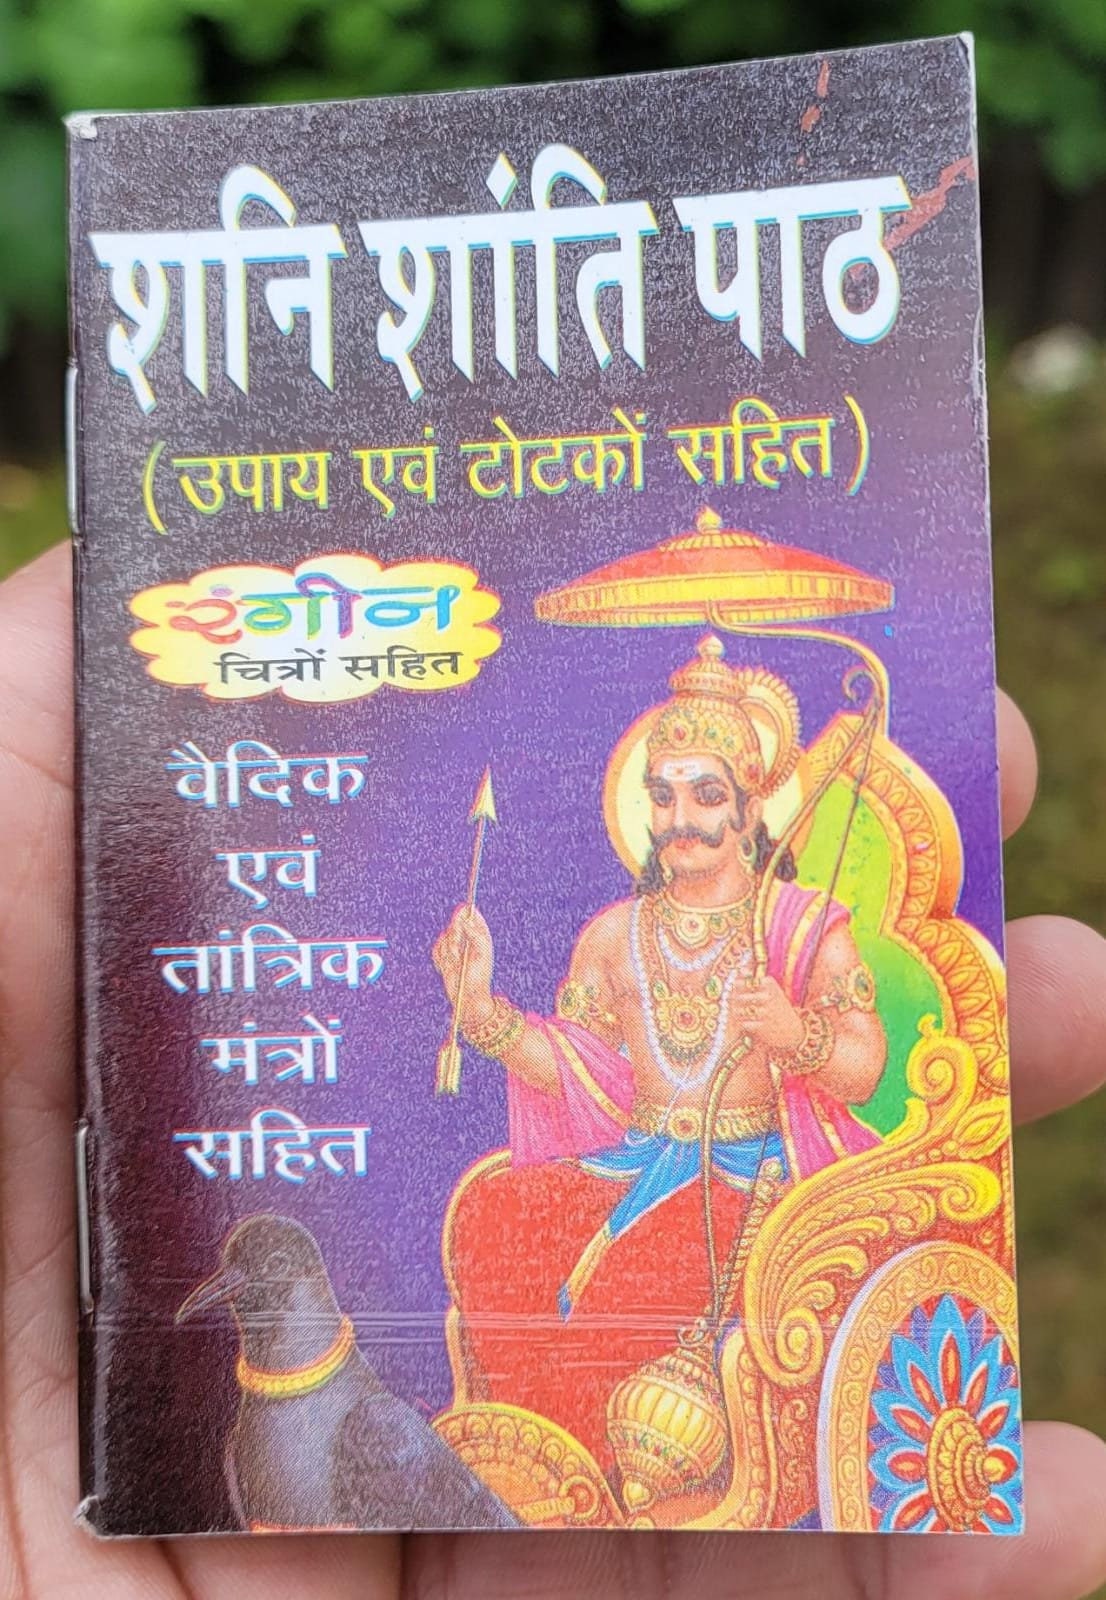 शनि शांति पाठ
(उपाय एवं टोटकों सहित)
रंगीन
चित्रों सहित
वैदिक
एवं
तांत्रिक
मंत्रों
सहित